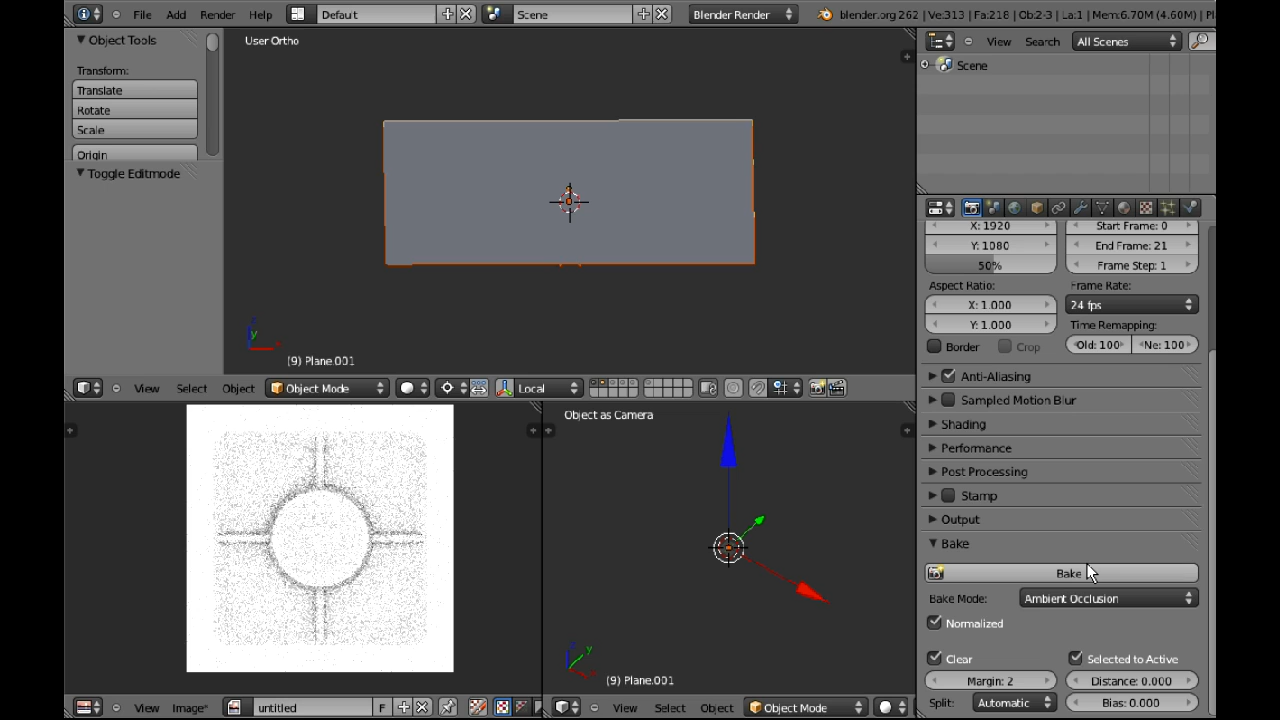 File Add Render Help Default Scene Blender Render blender.org 262 | Ve:313 | Fa:218 | Ob:2-3 | La:1 | Mem:6.70M (4.60M) | Pl
Object Tools
Transform:
Translate
Rotate
Scale
Origin
Toggle Editmode
User Ortho
(9) Plane.001
View Select Object Object Mode Local
View Search All Scenes
Scene
X: 1920 Start Frame: 0
Y: 1080 End Frame: 21
50% Frame Step: 1
Aspect Ratio: Frame Rate:
X: 1.000 24 fps
Y: 1.000 Time Remapping:
Border Crop Old: 100 Ne: 100
Anti-Aliasing
Sampled Motion Blur
Shading
Performance
Post Processing
Stamp
Output
Bake
Bake
Bake Mode: Ambient Occlusion
Normalized
Clear Selected to Active
Margin: 2 Distance: 0.000
Split: Automatic Bias: 0.000
Object as Camera
z
y
x
(9) Plane.001
View Image* untitled F
View Select Object Object Mode